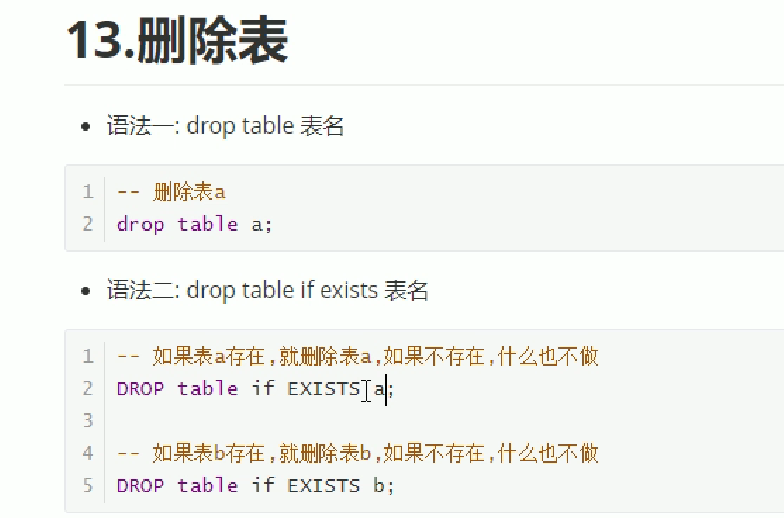 13.删除表
语法一: drop table 表名
1 -- 删除表a
2 drop table a;
语法二: drop table if exists 表名
1 -- 如果表a存在,就删除表a,如果不存在,什么也不做
2 DROP table if EXISTS a;
3
4 -- 如果表b存在,就删除表b,如果不存在,什么也不做
5 DROP table if EXISTS b;